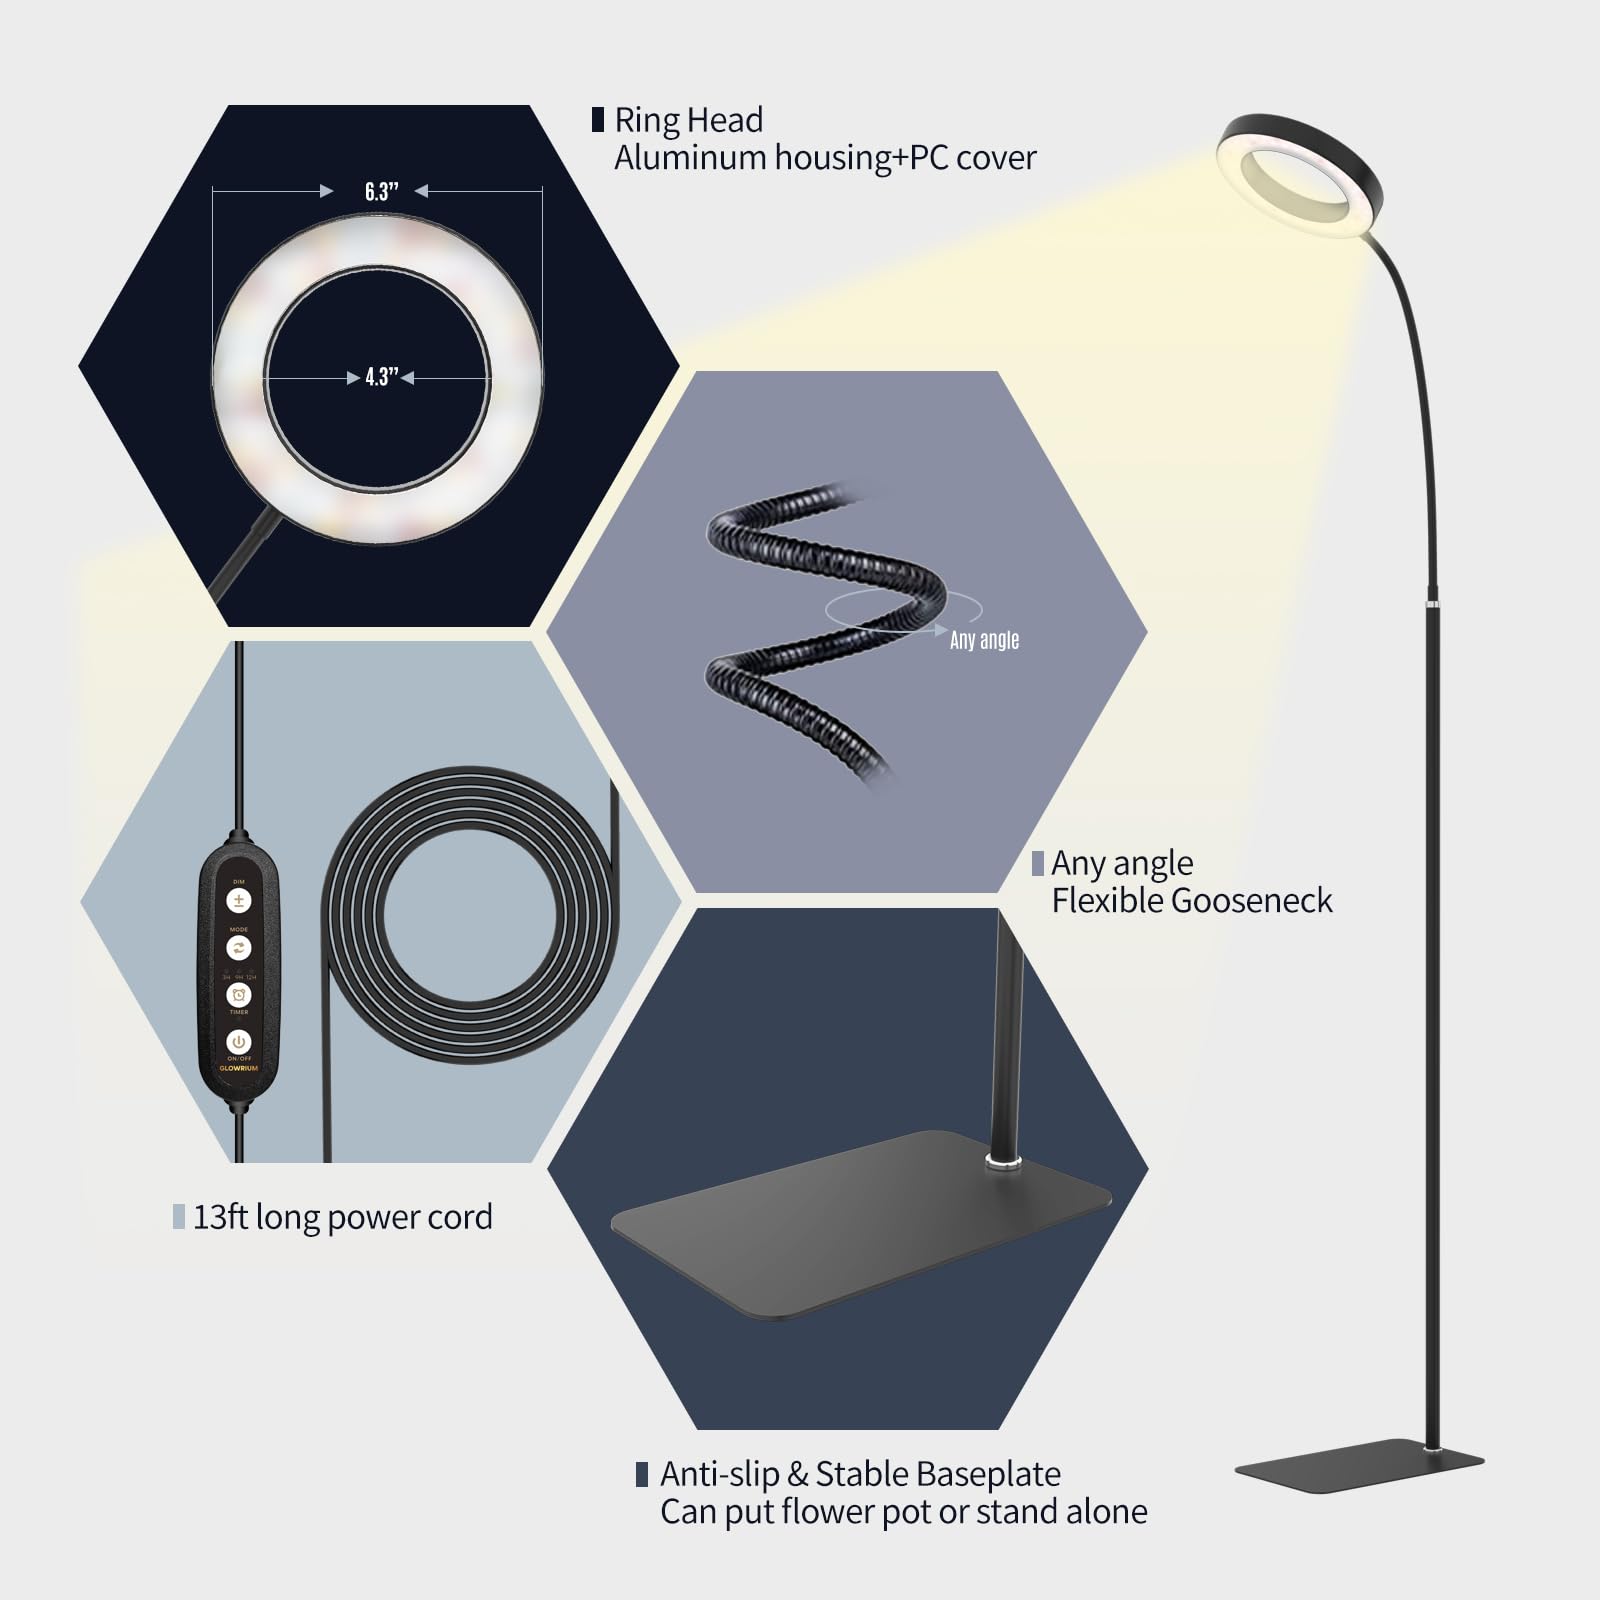 Ring Head
Aluminum housing+PC cover
6.3”
4.3”
Any angle
Any angle
Flexible Gooseneck
DIM
MODE
3H 9H 12H
TIMER
ON/OFF
GLOWRIUM
13ft long power cord
Anti-slip & Stable Baseplate
Can put flower pot or stand alone